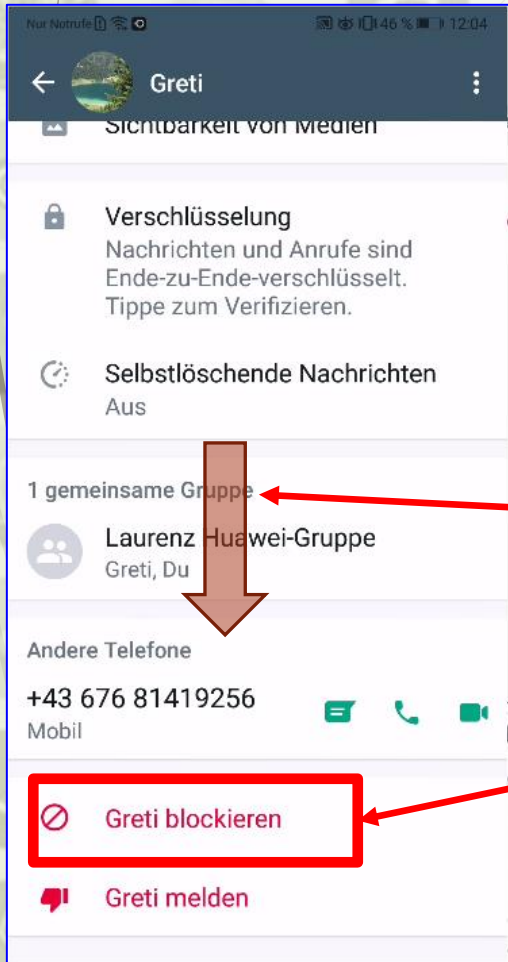 Nur Notrufe 46 % 12:04
Greti
Sichtbarkeit von Medien
Verschlüsselung
Nachrichten und Anrufe sind
Ende-zu-Ende-verschlüsselt.
Tippe zum Verifizieren.
Selbstlöschende Nachrichten
Aus
1 gemeinsame Gruppe
Laurenz Huawei-Gruppe
Greti, Du
Andere Telefone
+43 676 81419256
Mobil
Greti blockieren
Greti melden